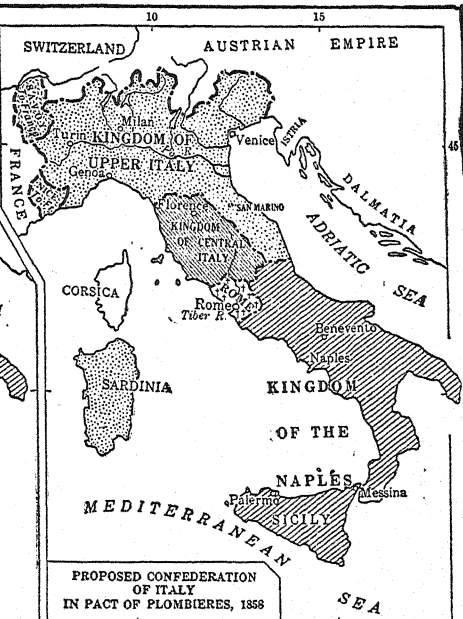 10
15
SWITZERLAND
AUSTRIAN EMPIRE
Milan
Turin
KINGDOM OF
Venice
ISTRIA
45
FRANCE
UPPER ITALY
Genoa
DALMATIA
Florence
SAN MARINO
KINGDOM
OF CENTRAL
ITALY
ADRIATIC
SEA
CORSICA
ROME
Rome
Tiber R.
Benevento
Naples
SARDINIA
KINGDOM
OF THE
NAPLES
Palermo
Messina
SICILY
MEDITERRANEAN
SEA
PROPOSED CONFEDERATION
OF ITALY
IN PACT OF PLOMBIERES, 1858